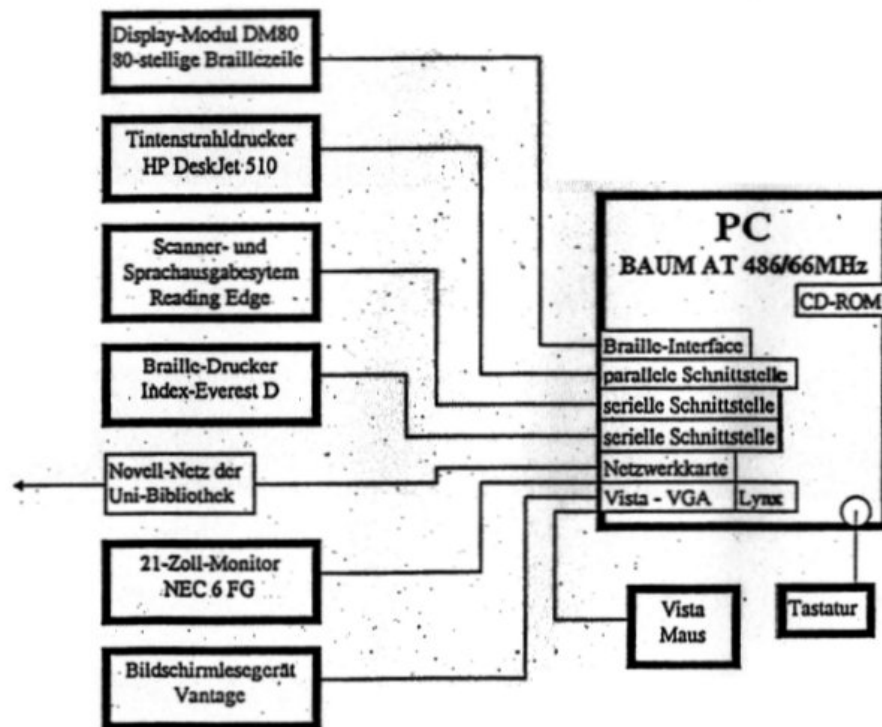 Display-Modul DM80
80-stellige Braillezeile
Tintenstrahldrucker
HP DeskJet 510
Scanner- und
Sprachausgabesytem
Reading Edge
Braille-Drucker
Index-Everest D
Novell-Netz der
Uni-Bibliothek
21-Zoll-Monitor
NEC 6 FG
Bildschirmlesegerät
Vantage
PC
BAUM AT 486/66MHz
CD-ROM
Braille-Interface
parallele Schnittstelle
serielle Schnittstelle
serielle Schnittstelle
Netzwerkkarte
Vista - VGA
Lynx
Vista
Maus
Tastatur